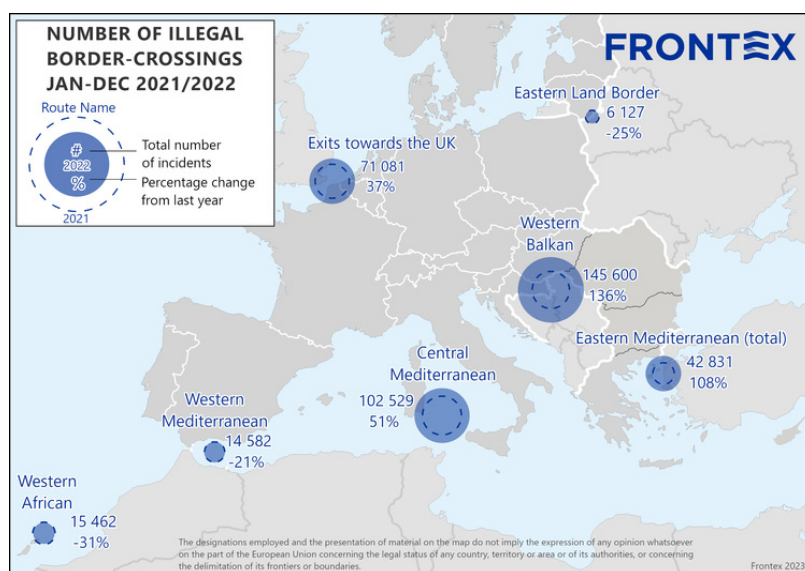 NUMBER OF ILLEGAL
BORDER-CROSSINGS
JAN-DEC 2021/2022
Route Name
#
2022
%
2021
Total number
of incidents
Percentage change
from last year
FRONTEX
Eastern Land Border
6 127
-25%
Exits towards the UK
71 081
37%
Western
Balkan
145 600
136%
Eastern Mediterranean (total)
42 831
108%
Central
Mediterranean
102 529
51%
Western
Mediterranean
14 582
-21%
Western
African
15 462
-31%
The designations employed and the presentation of material on the map do not imply the expression of any opinion whatsoever
on the part of the European Union concerning the legal status of any country, territory or area or of its authorities, or concerning
the delimitation of its frontiers or boundaries.
Frontex 2023